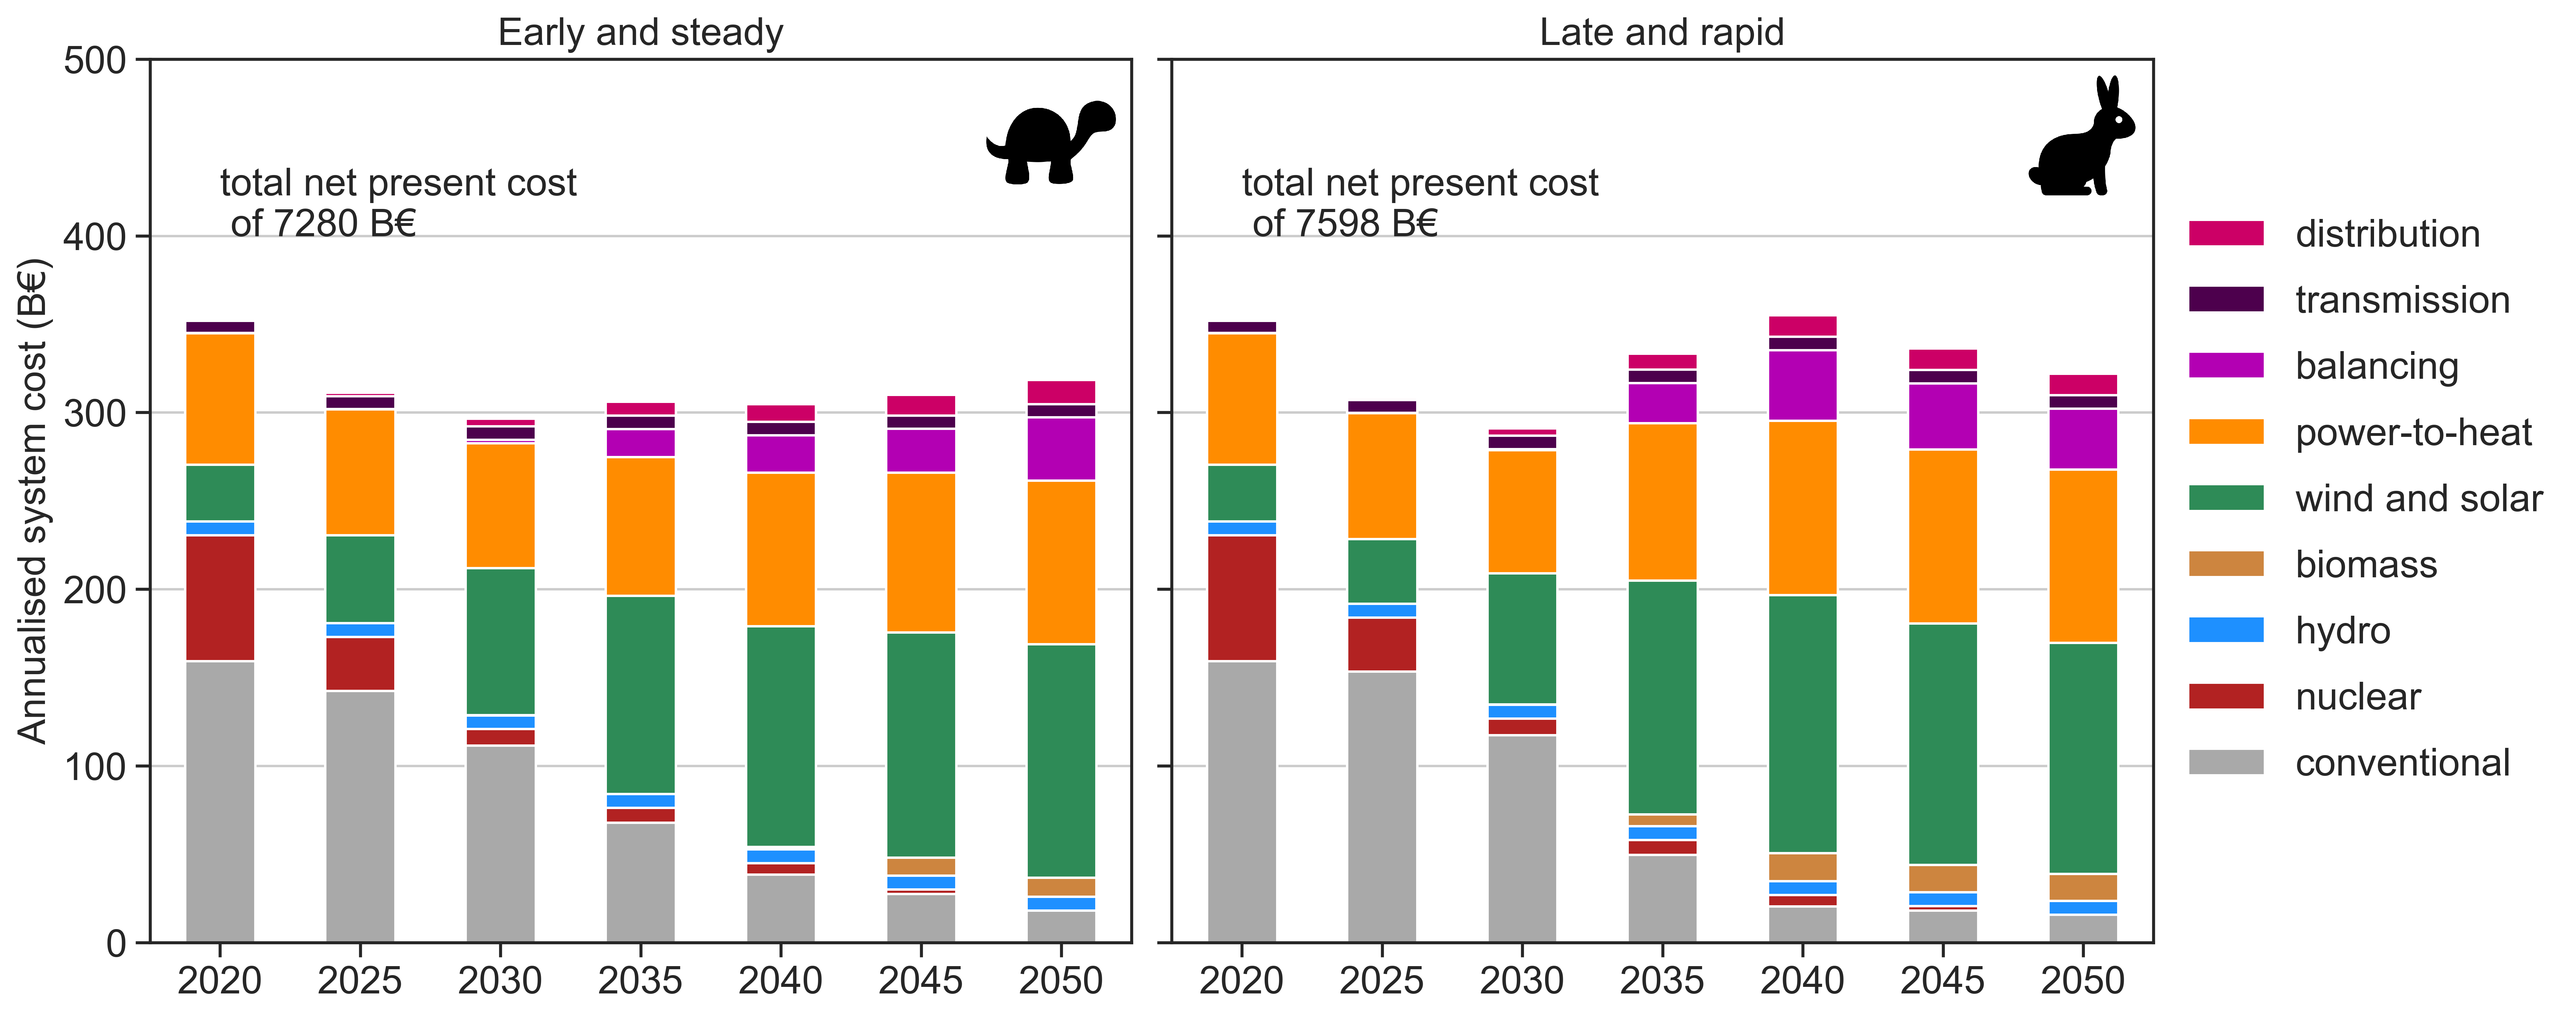 Early and steady
Late and rapid
Annualised system cost (B€)
500
400
300
200
100
0
total net present cost
of 7280 B€
total net present cost
of 7598 B€
2020 2025 2030 2035 2040 2045 2050
2020 2025 2030 2035 2040 2045 2050
distribution
transmission
balancing
power-to-heat
wind and solar
biomass
hydro
nuclear
conventional